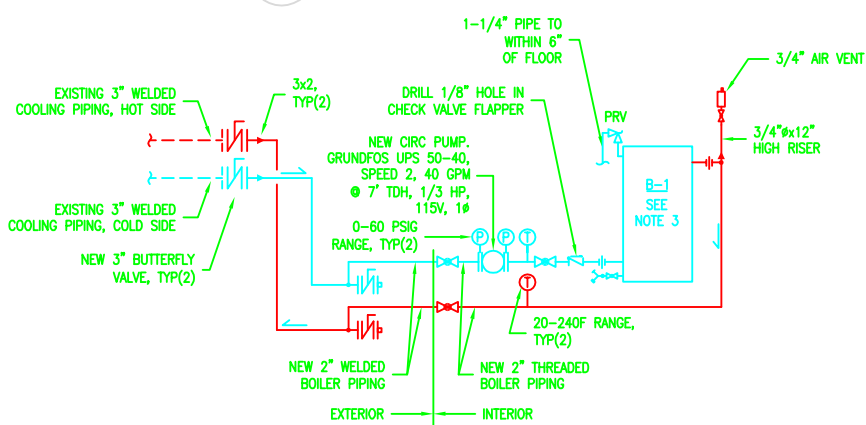 1-1/4" PIPE TO
WITHIN 6"
OF FLOOR
3/4" AIR VENT
EXISTING 3" WELDED
COOLING PIPING, HOT SIDE
3x2,
TYP(2)
DRILL 1/8" HOLE IN
CHECK VALVE FLAPPER
PRV
3/4"øx12"
HIGH RISER
NEW CIRC PUMP.
GRUNDFOS UPS 50-40,
SPEED 2, 40 GPM
@ 7' TDH, 1/3 HP,
115V, 1ø
B-1
SEE
NOTE 3
EXISTING 3" WELDED
COOLING PIPING, COLD SIDE
0-60 PSIG
RANGE, TYP(2)
P
P
T
NEW 3" BUTTERFLY
VALVE, TYP(2)
T
20-240F RANGE,
TYP(2)
NEW 2" WELDED
BOILER PIPING
NEW 2" THREADED
BOILER PIPING
EXTERIOR
INTERIOR